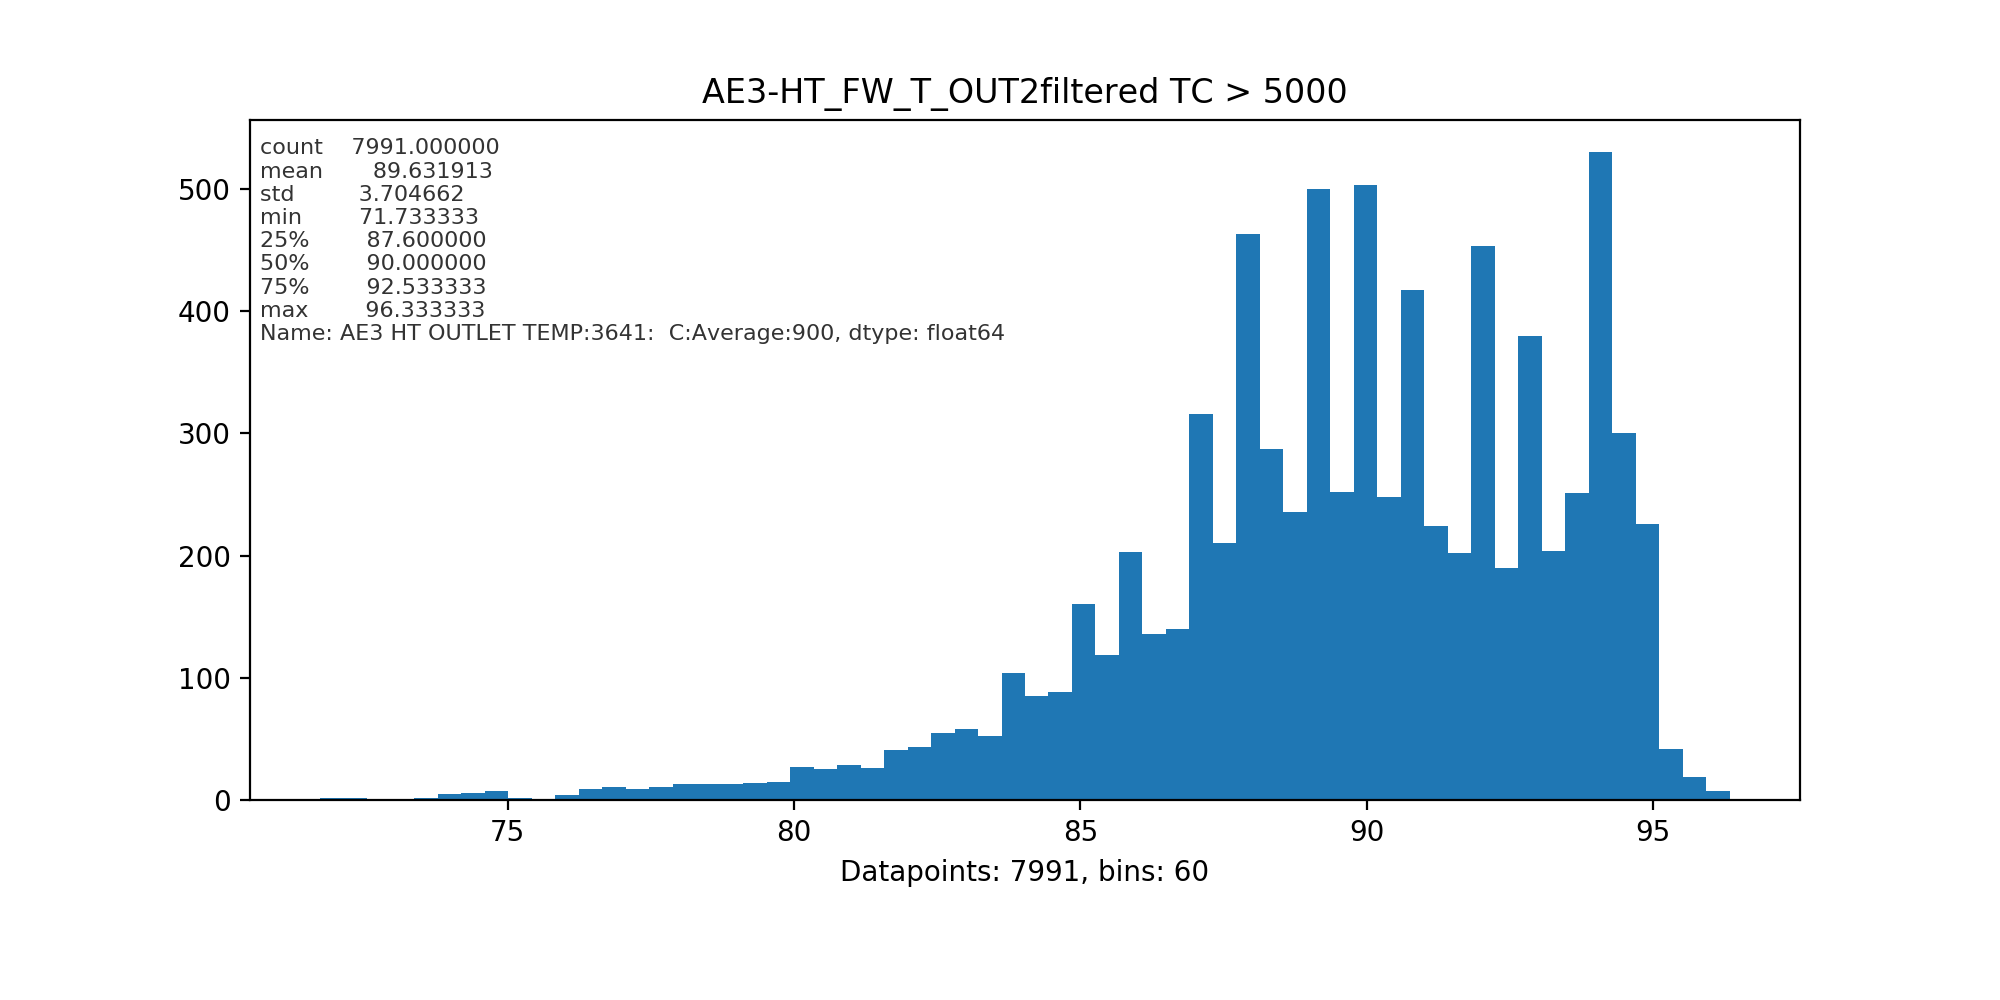 AE3-HT_FW_T_OUT2filtered TC > 5000
count 7991.000000
mean 89.631913
std 3.704662
min 71.733333
25% 87.600000
50% 90.000000
75% 92.533333
max 96.333333
Name: AE3 HT OUTLET TEMP:3641: C:Average:900, dtype: float64
500
400
300
200
100
0
75 80 85 90 95
Datapoints: 7991, bins: 60